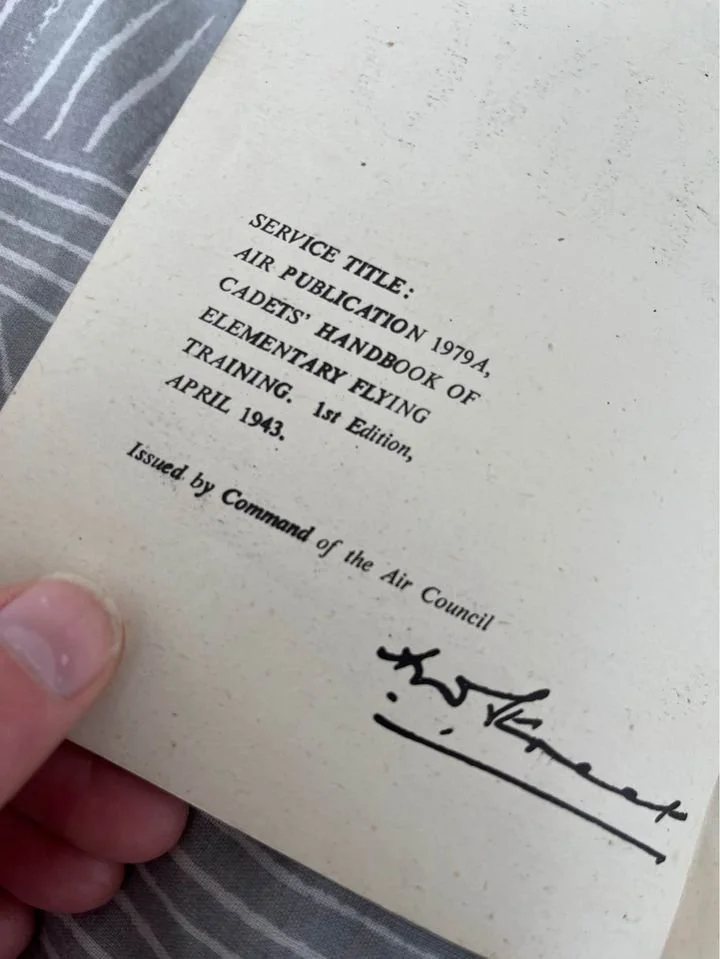 SERVICE TITLE:
AIR PUBLICATION 1979A,
CADETS' HANDBOOK OF
ELEMENTARY FLYING
TRAINING. 1st Edition,
APRIL 1943.
Issued by Command of the Air Council